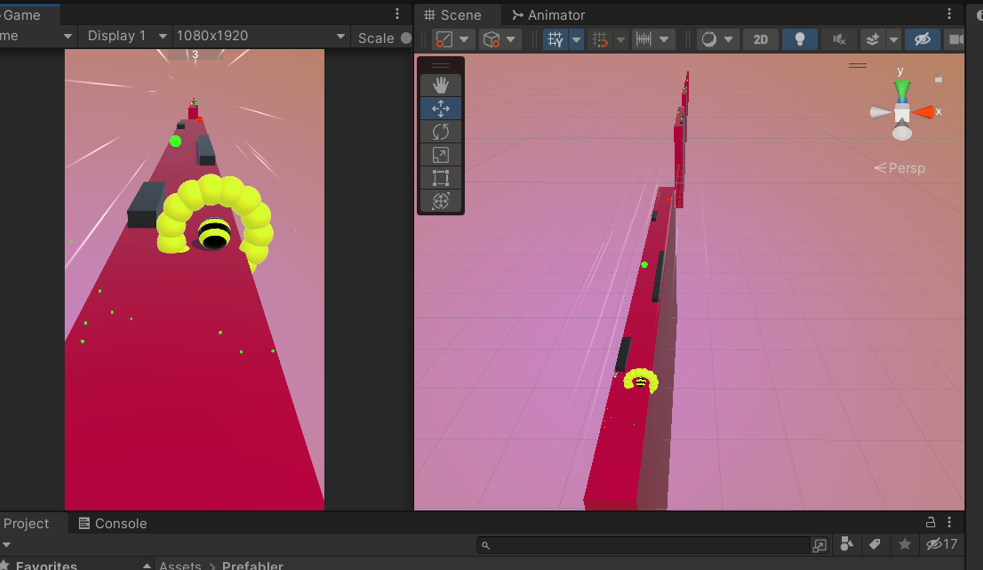 Game
Scene
Animator
me
Display 1
1080x1920
Scale
2D
3
y
x
Persp
Project
Console
17
Favorites
Assets > Prefabler